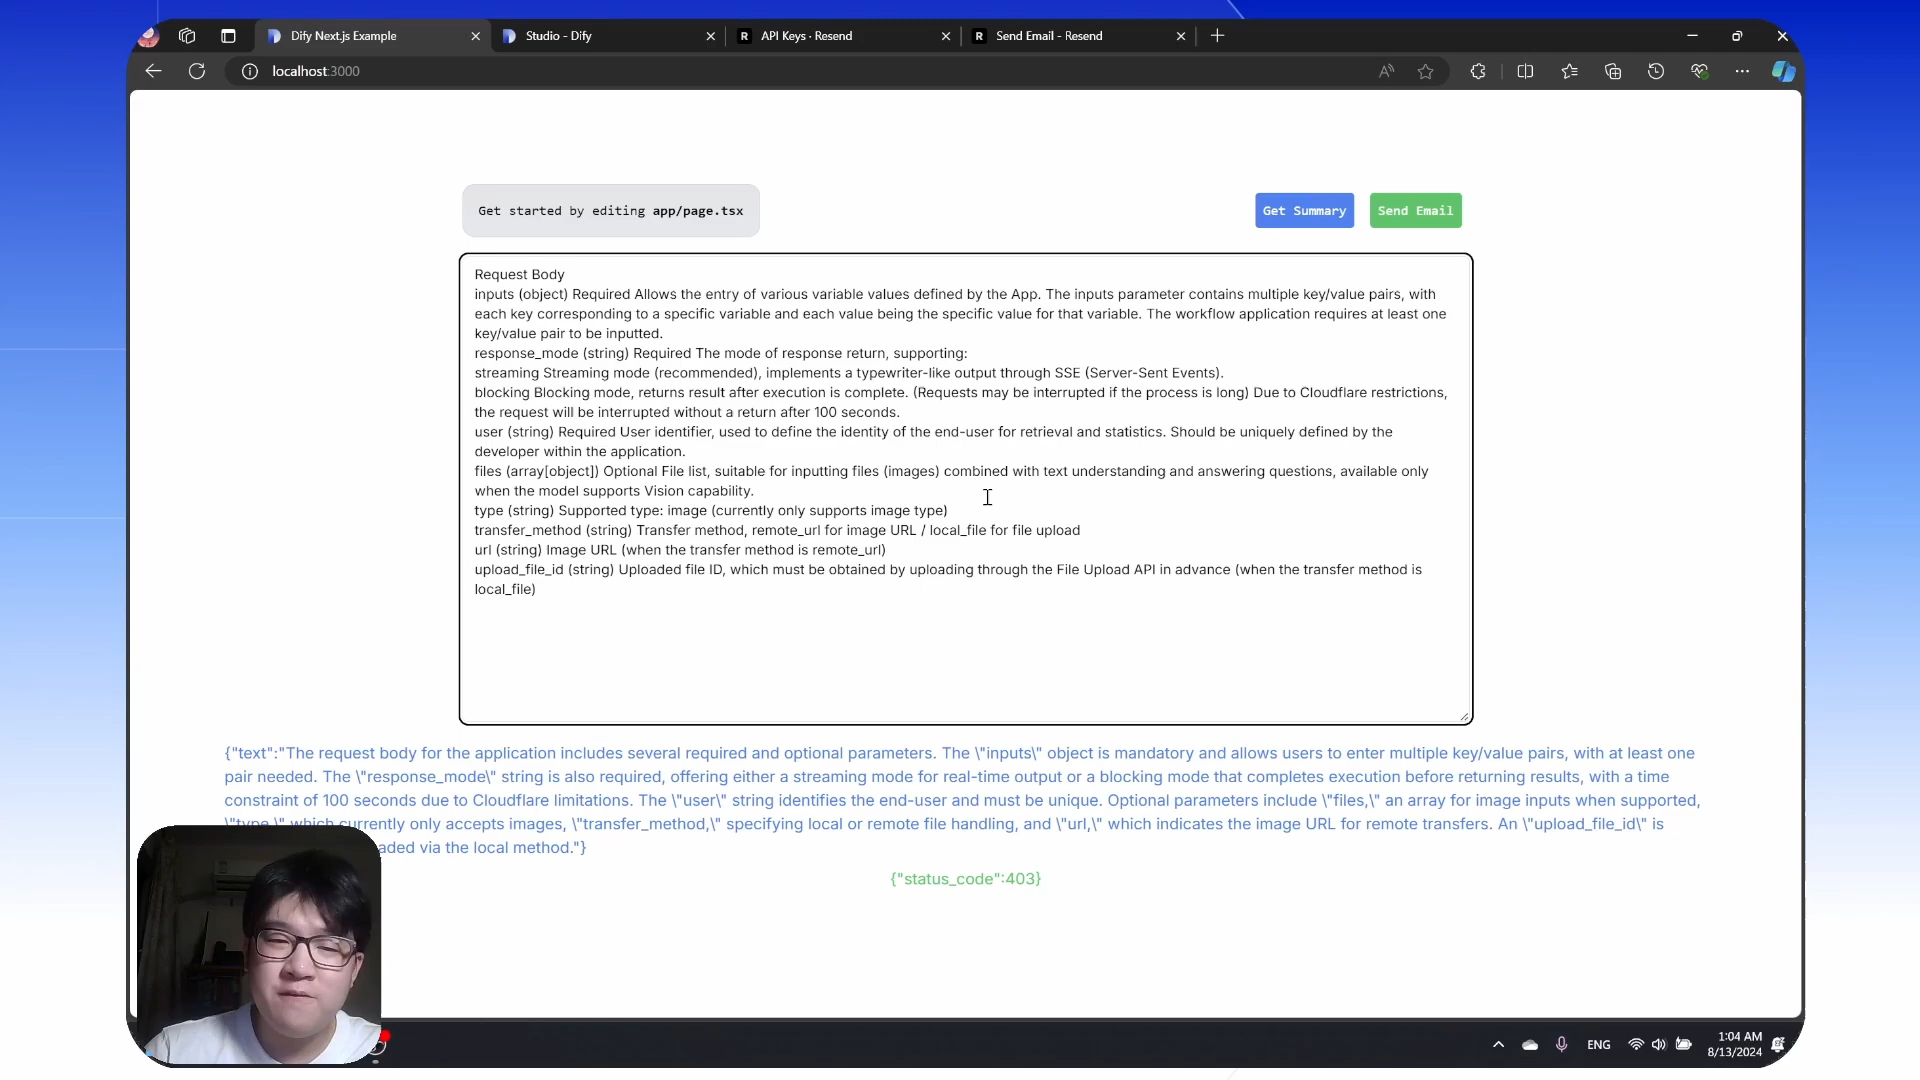 Dify Next.js Example
Studio - Dify
API Keys · Resend
Send Email - Resend
localhost:3000
Get started by editing app/page.tsx
Get Summary
Send Email
Request Body
inputs (object) Required Allows the entry of various variable values defined by the App. The inputs parameter contains multiple key/value pairs, with
each key corresponding to a specific variable and each value being the specific value for that variable. The workflow application requires at least one
key/value pair to be inputted.
response_mode (string) Required The mode of response return, supporting:
streaming Streaming mode (recommended), implements a typewriter-like output through SSE (Server-Sent Events).
blocking Blocking mode, returns result after execution is complete. (Requests may be interrupted if the process is long) Due to Cloudflare restrictions,
the request will be interrupted without a return after 100 seconds.
user (string) Required User identifier, used to define the identity of the end-user for retrieval and statistics. Should be uniquely defined by the
developer within the application.
files (array[object]) Optional File list, suitable for inputting files (images) combined with text understanding and answering questions, available only
when the model supports Vision capability.
type (string) Supported type: image (currently only supports image type)
transfer_method (string) Transfer method, remote_url for image URL / local_file for file upload
url (string) Image URL (when the transfer method is remote_url)
upload_file_id (string) Uploaded file ID, which must be obtained by uploading through the File Upload API in advance (when the transfer method is
local_file)
{"text":"The request body for the application includes several required and optional parameters. The \"inputs\" object is mandatory and allows users to enter multiple key/value pairs, with at least one
pair needed. The \"response_mode\" string is also required, offering either a streaming mode for real-time output or a blocking mode that completes execution before returning results, with a time
constraint of 100 seconds due to Cloudflare limitations. The \"user\" string identifies the end-user and must be unique. Optional parameters include \"files,\" an array for image inputs when supported,
\"type,\" which currently only accepts images, \"transfer_method,\" specifying local or remote file handling, and \"url,\" which indicates the image URL for remote transfers. An \"upload_file_id\" is
via the local method."}
{"status_code":403}
ENG
1:04 AM
8/13/2024